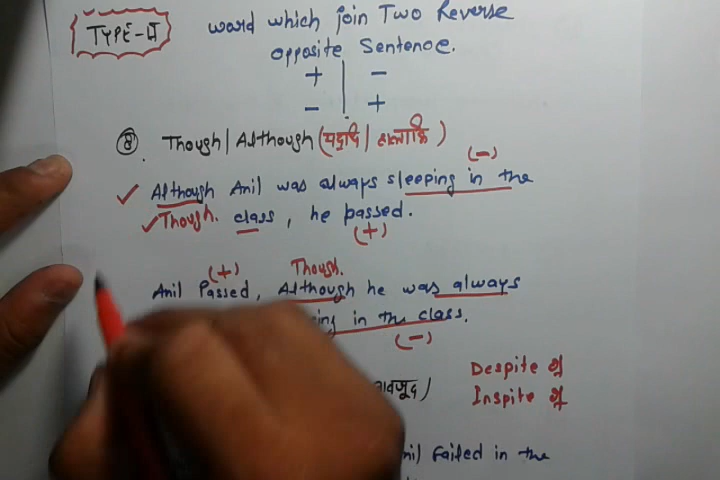 TYPE-II
word which join Two Reverse
opposite Sentence.
+ | -
- | +
8. Though | Although (यद्यपि | हालांकि)
(-)
Although Anil was always sleeping in the
Though. class, he passed.
(+)
(+) Though.
Anil Passed, Although he was always
ing in the class.
(-)
Despite of
Inspite of
Failed in the